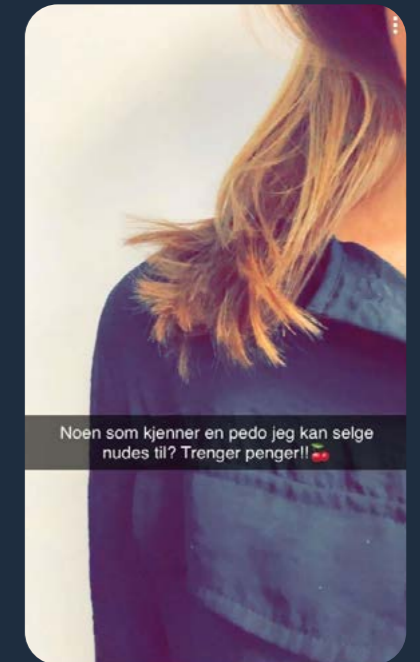 Noen som kjenner en pedo jeg kan selge
nudes til? Trenger penger!!🍒